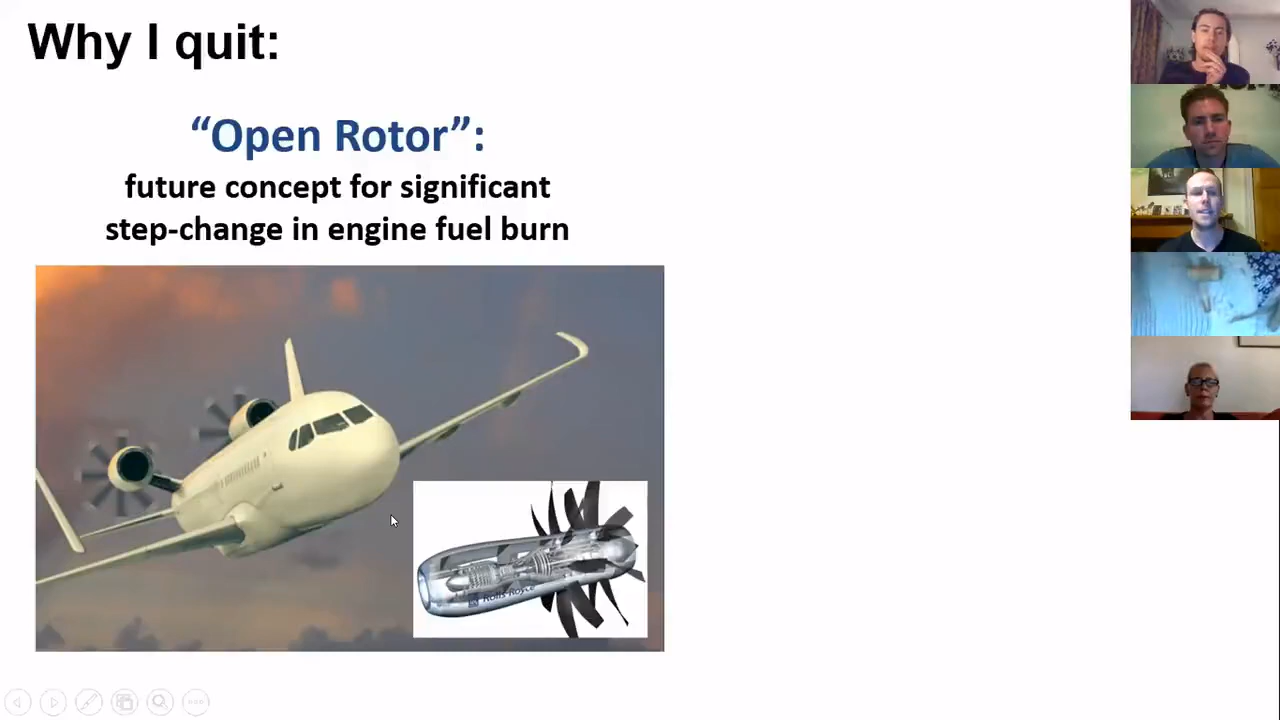 Why I quit:
“Open Rotor”:
future concept for significant
step-change in engine fuel burn
Rolls-Royce